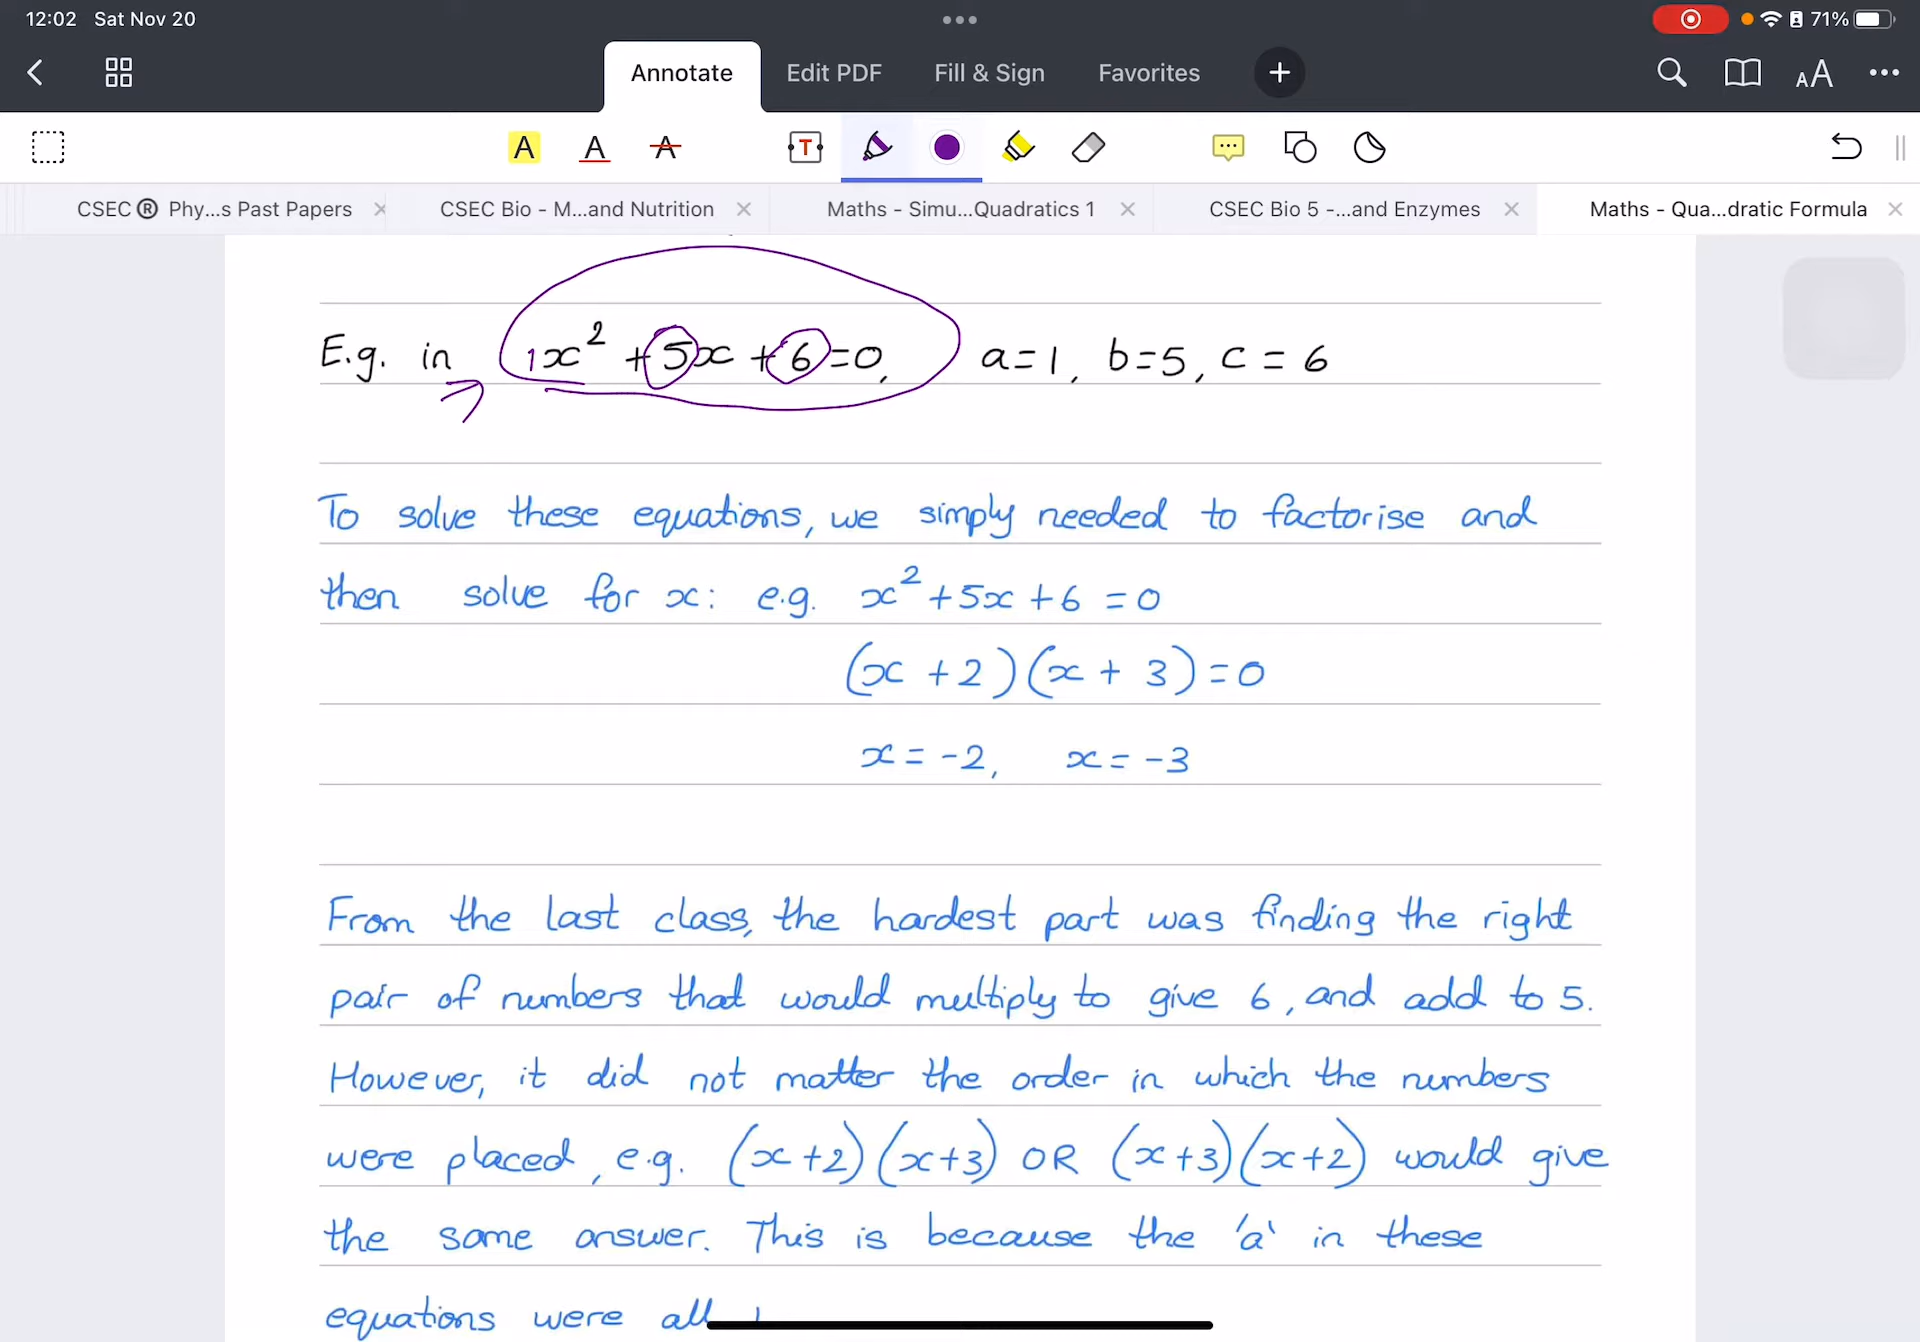 12:02 Sat Nov 20
71%
Annotate Edit PDF Fill & Sign Favorites
CSEC® Phy...s Past Papers CSEC Bio - M...and Nutrition Maths - Simu...Quadratics 1 CSEC Bio 5 -...and Enzymes Maths - Qua...dratic Formula
E.g. in 1x² + 5x + 6 = 0, a = 1, b = 5, c = 6
To solve these equations, we simply needed to factorise and
then solve for x: e.g. x² + 5x + 6 = 0
(x + 2)(x + 3) = 0
x = -2, x = -3
From the last class, the hardest part was finding the right
pair of numbers that would multiply to give 6, and add to 5.
However, it did not matter the order in which the numbers
were placed, e.g. (x+2)(x+3) OR (x+3)(x+2) would give
the same answer. This is because the 'a' in these
equations were all